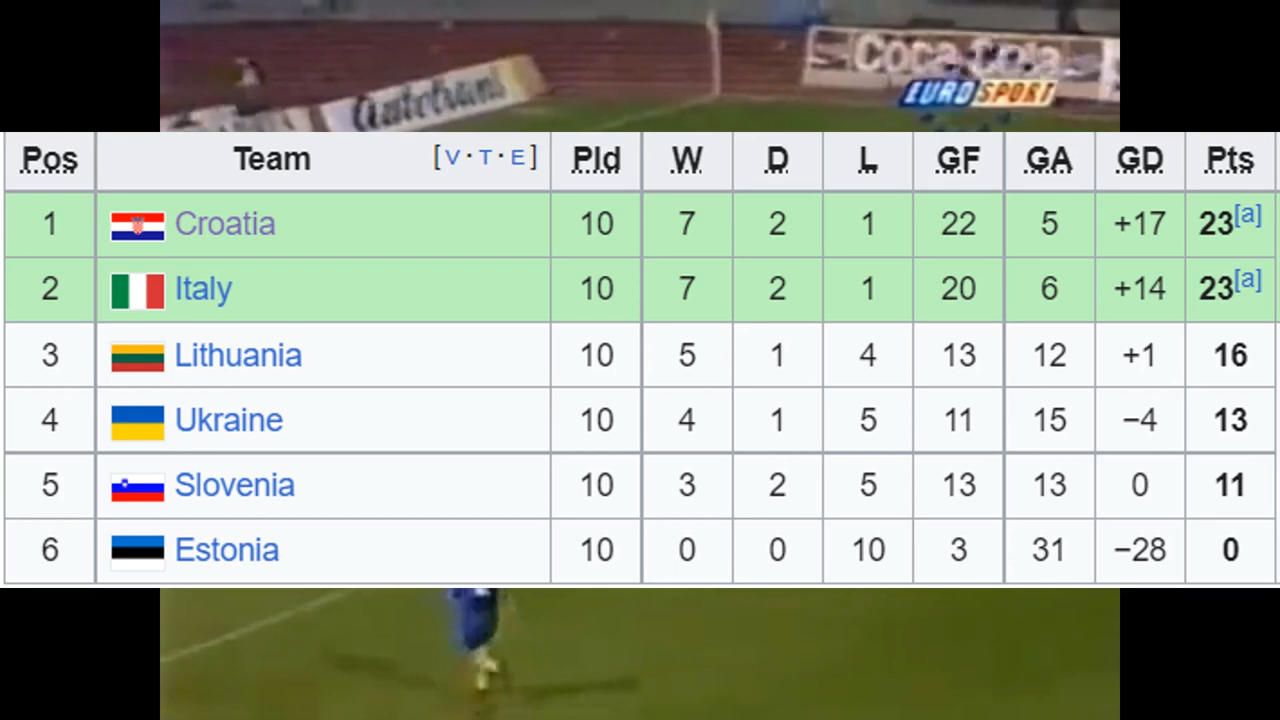 Coca-Cola
autotrans
EUROSPORT
Pos Team [V·T·E] Pld W D L GF GA GD Pts
1 Croatia 10 7 2 1 22 5 +17 23[a]
2 Italy 10 7 2 1 20 6 +14 23[a]
3 Lithuania 10 5 1 4 13 12 +1 16
4 Ukraine 10 4 1 5 11 15 −4 13
5 Slovenia 10 3 2 5 13 13 0 11
6 Estonia 10 0 0 10 3 31 −28 0